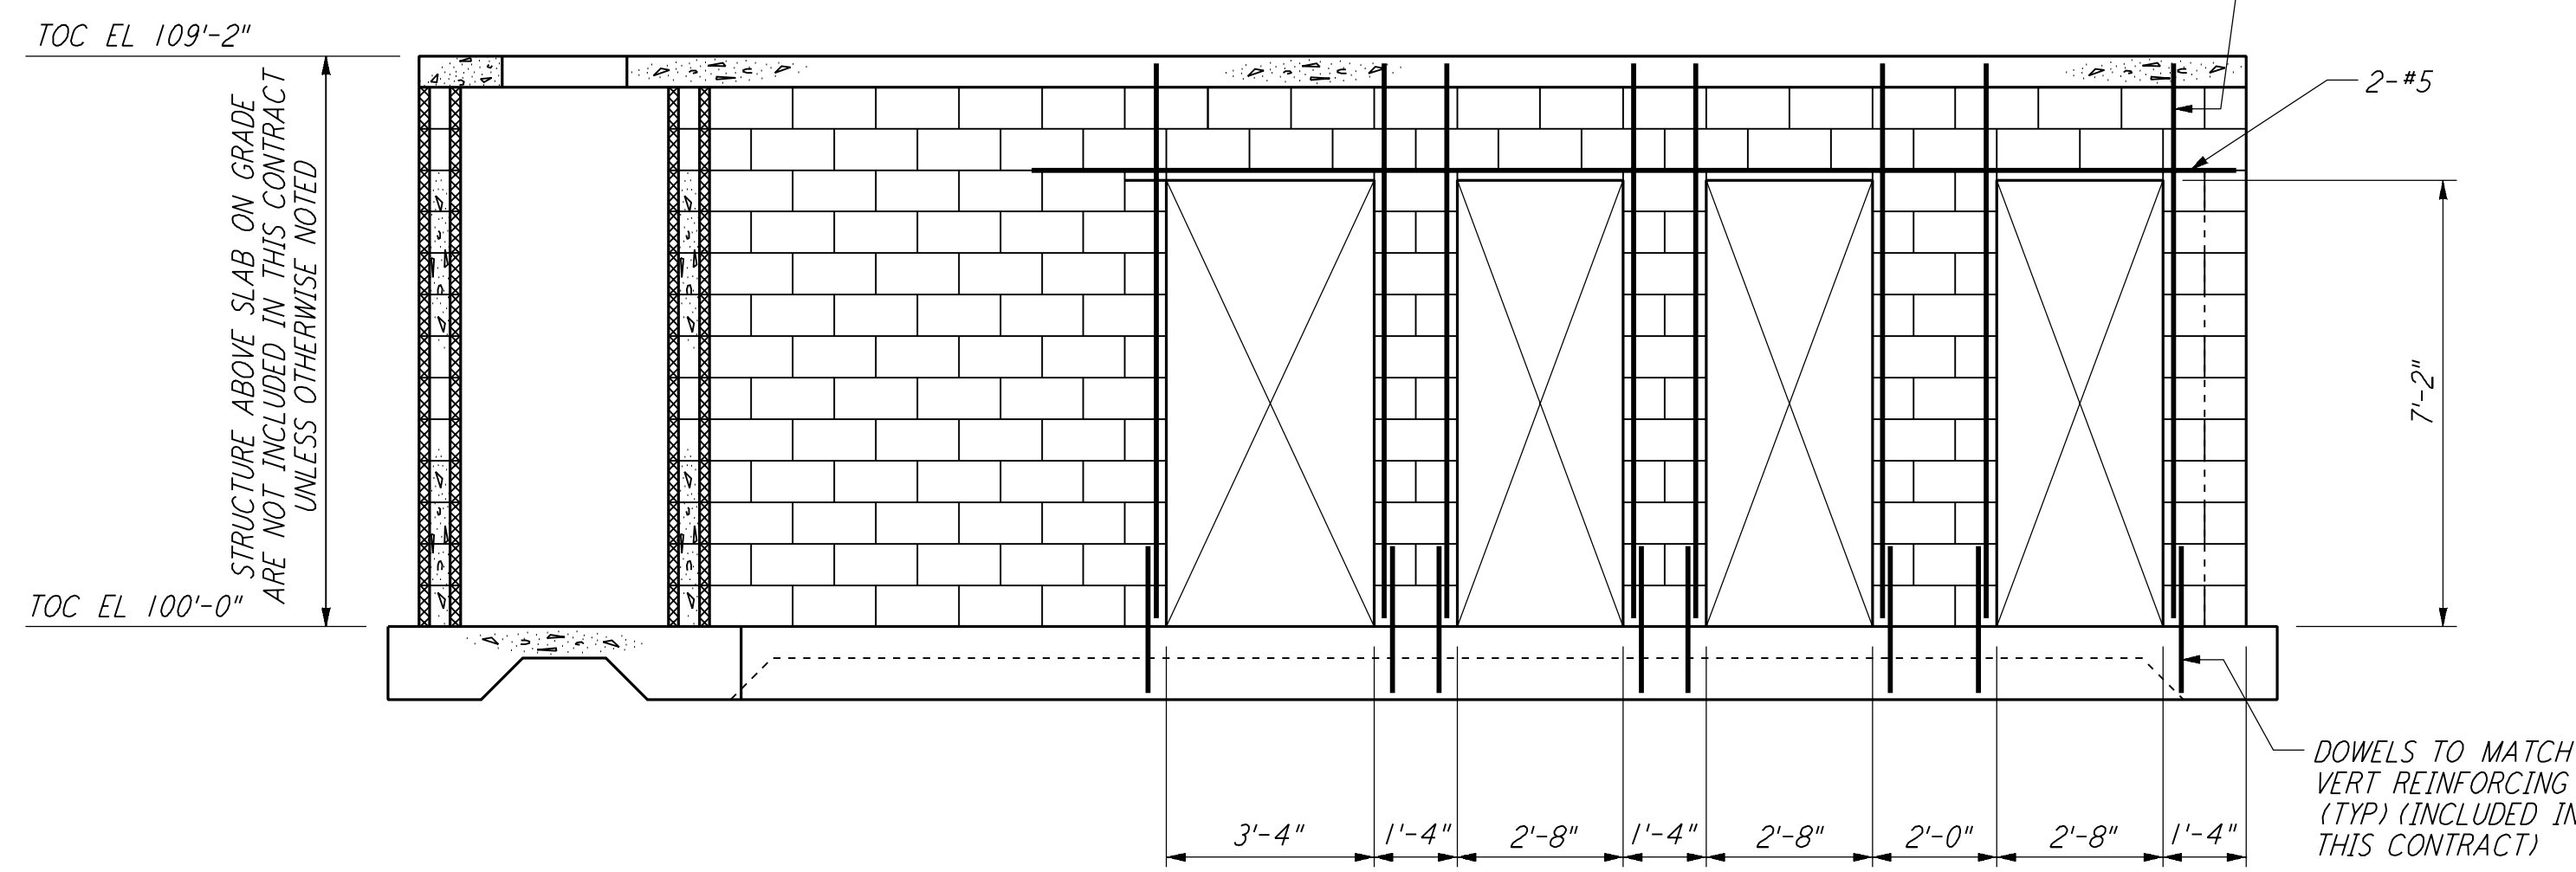 TOC EL 109'-2"
STRUCTURE ABOVE SLAB ON GRADE
ARE NOT INCLUDED IN THIS CONTRACT
UNLESS OTHERWISE NOTED
TOC EL 100'-0"
2-#5
7'-2"
DOWELS TO MATCH
VERT REINFORCING
(TYP) (INCLUDED IN
THIS CONTRACT)
3'-4"
1'-4"
2'-8"
1'-4"
2'-8"
2'-0"
2'-8"
1'-4"